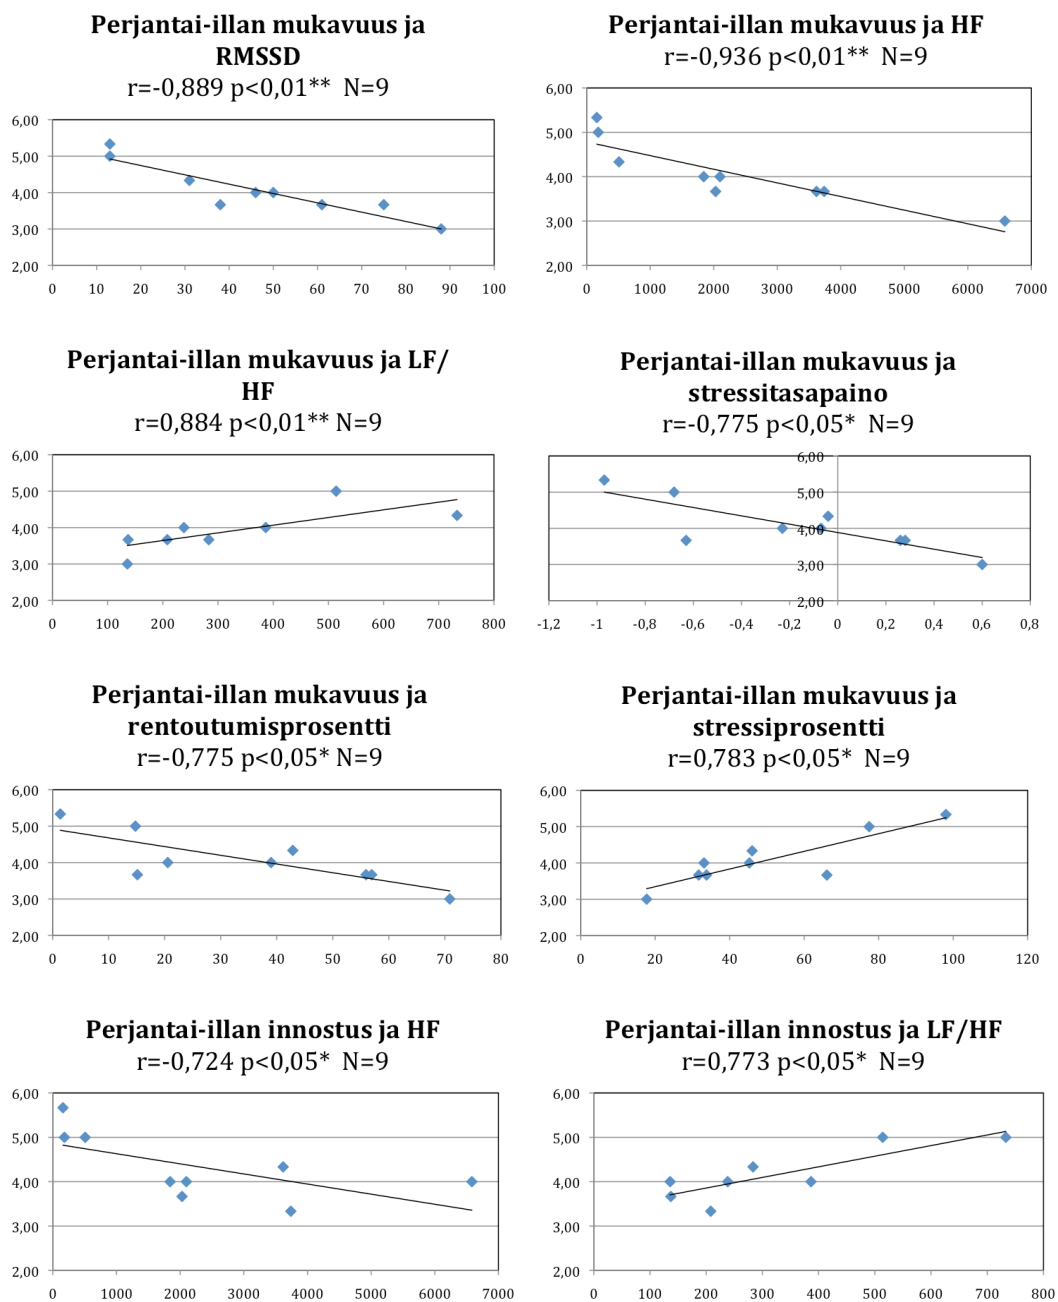 Perjantai-illan mukavuus ja
RMSSD
r=-0,889 p<0,01** N=9
6,00
5,00
4,00
3,00
2,00
0 10 20 30 40 50 60 70 80 90 100
Perjantai-illan mukavuus ja HF
r=-0,936 p<0,01** N=9
6,00
5,00
4,00
3,00
2,00
0 1000 2000 3000 4000 5000 6000 7000
Perjantai-illan mukavuus ja LF/
HF
r=0,884 p<0,01** N=9
6,00
5,00
4,00
3,00
2,00
0 100 200 300 400 500 600 700 800
Perjantai-illan mukavuus ja
stressitasapaino
r=-0,775 p<0,05* N=9
6,00
5,00
4,00
3,00
2,00
-1,2 -1 -0,8 -0,6 -0,4 -0,2 0 0,2 0,4 0,6 0,8
Perjantai-illan mukavuus ja
rentoutumisprosentti
r=-0,775 p<0,05* N=9
6,00
5,00
4,00
3,00
2,00
0 10 20 30 40 50 60 70 80
Perjantai-illan mukavuus ja
stressiprosentti
r=0,783 p<0,05* N=9
6,00
5,00
4,00
3,00
2,00
0 20 40 60 80 100 120
Perjantai-illan innostus ja HF
r=-0,724 p<0,05* N=9
6,00
5,00
4,00
3,00
2,00
0 1000 2000 3000 4000 5000 6000 7000
Perjantai-illan innostus ja LF/HF
r=0,773 p<0,05* N=9
6,00
5,00
4,00
3,00
2,00
0 100 200 300 400 500 600 700 800